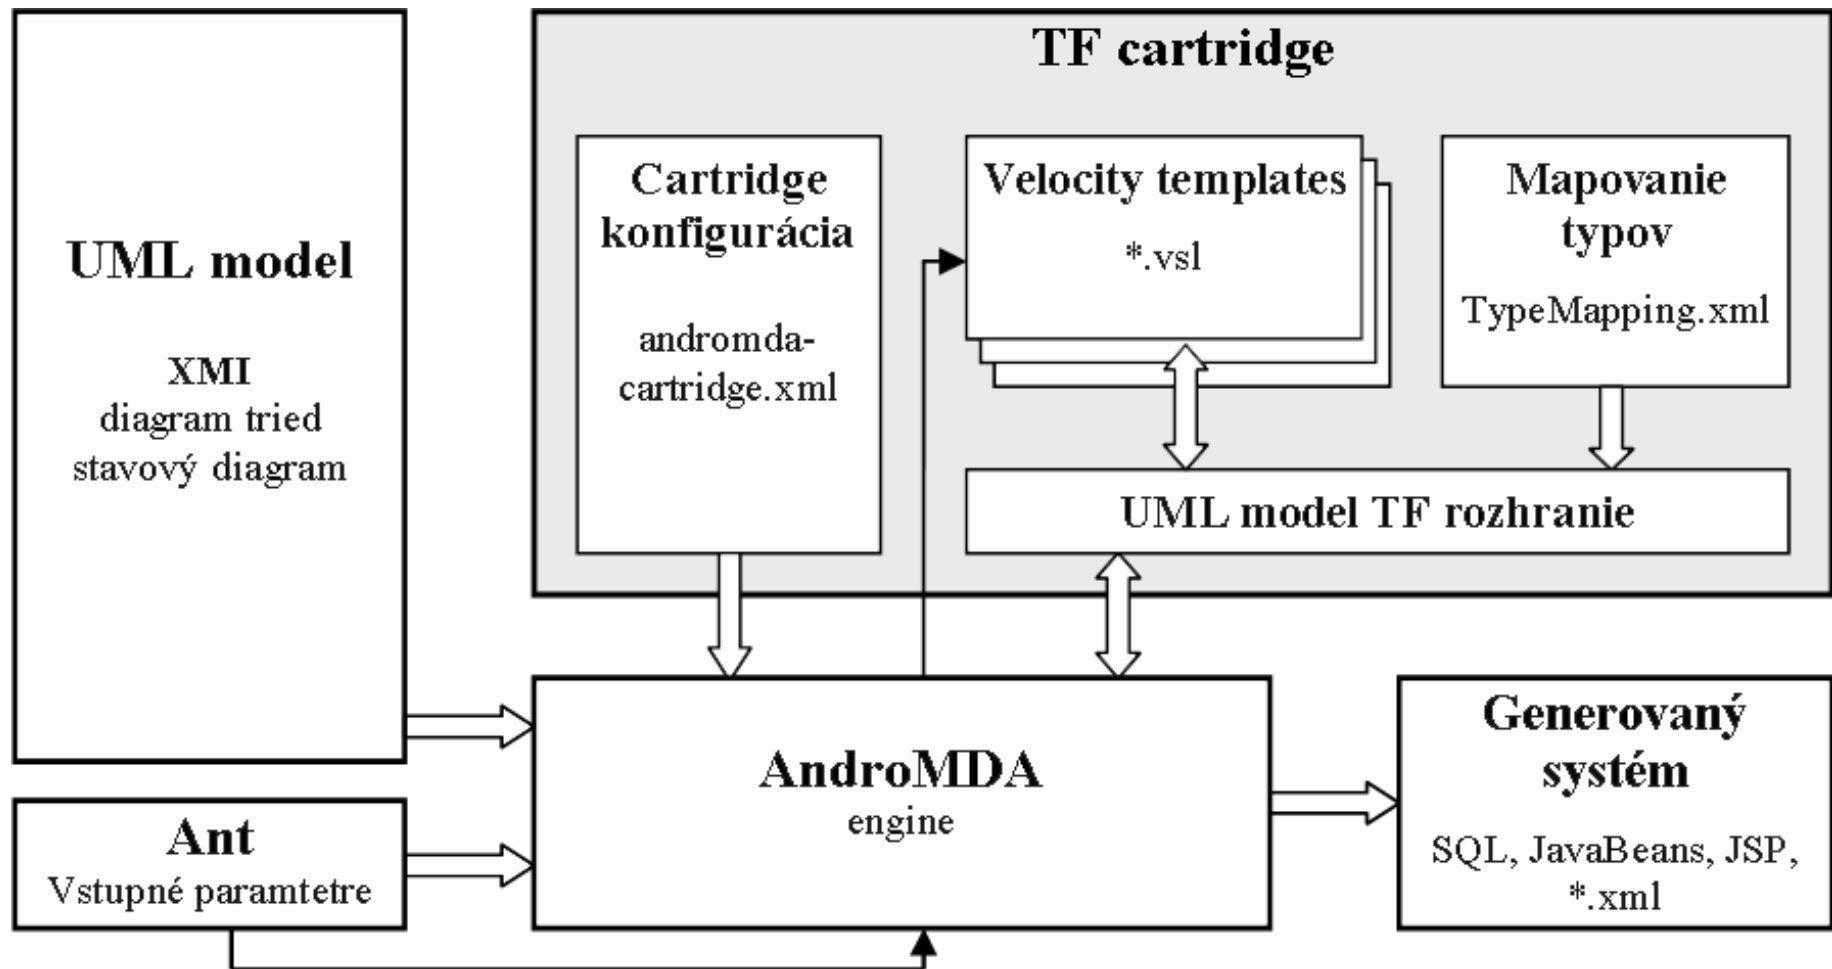 UML model
XMI
diagram tried
stavový diagram
Ant
Vstupné paramtetre
TF cartridge
Cartridge
konfigurácia
andromda-
cartridge.xml
Velocity templates
*.vsl
Mapovanie
typov
TypeMapping.xml
UML model TF rozhranie
AndroMDA
engine
Generovaný
systém
SQL, JavaBeans, JSP,
*.xml